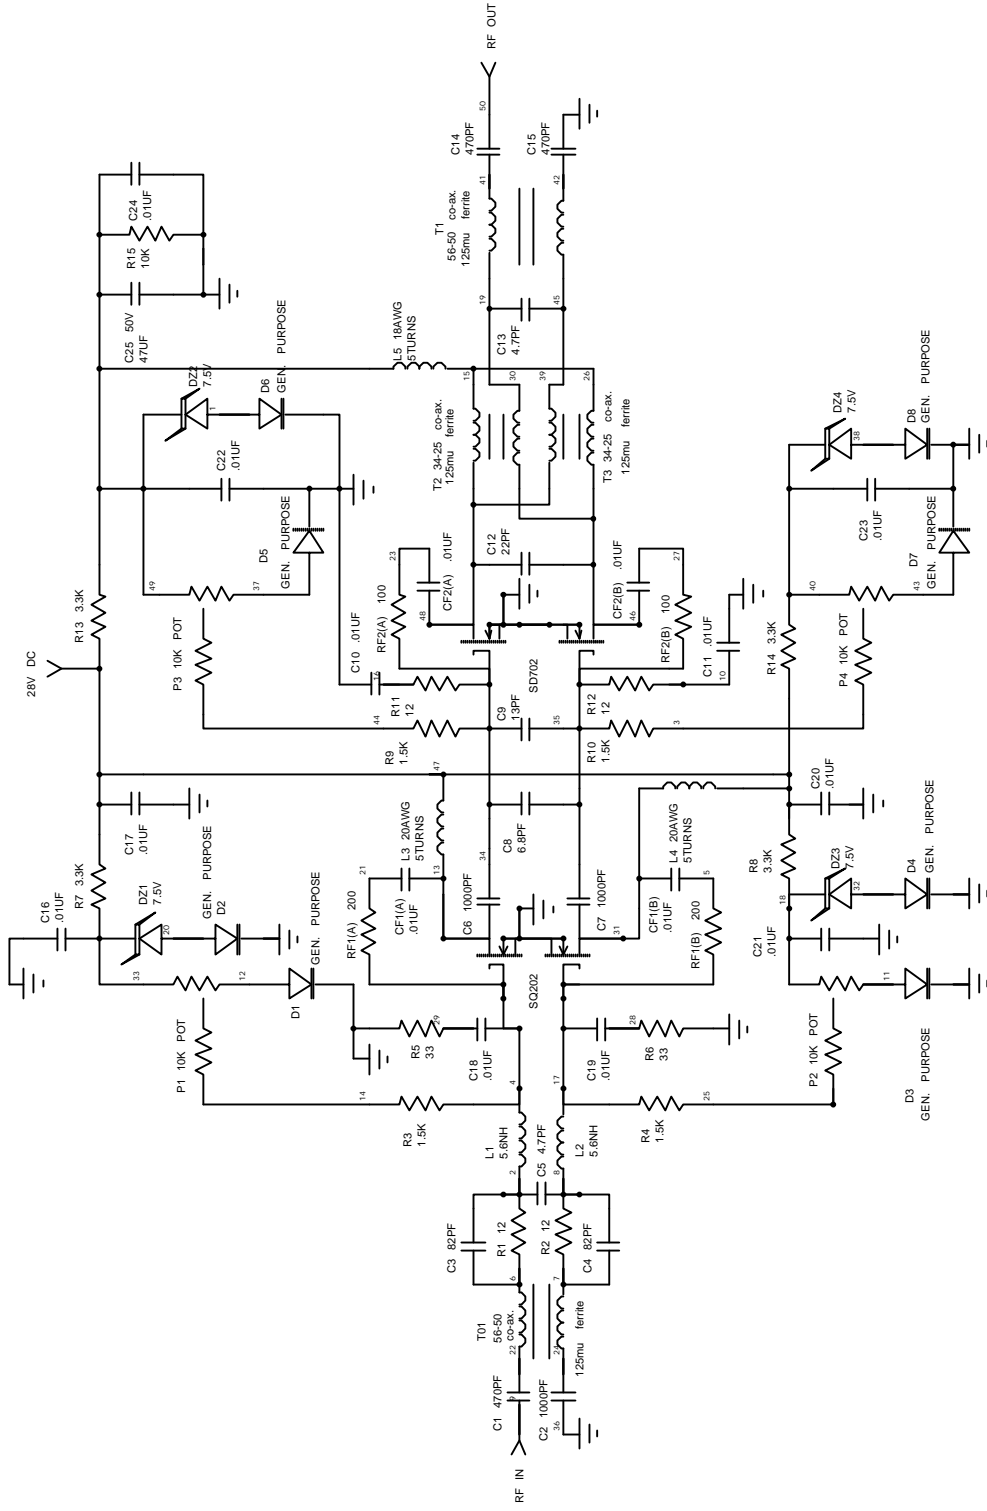 RF OUT
50
C14
470PF
C15
470PF
41
42
T1
56-50 co-ax.
125mu ferrite
19
45
C13
4.7PF
C24
.01UF
R15
10K
C25 50V
47UF
L5 18AWG
5TURNS
15
30
39
26
T2 34-25 co-ax.
125mu ferrite
T3 34-25 co-ax.
125mu ferrite
DZ2
7.5V
1
D6
GEN. PURPOSE
C22
.01UF
D5
GEN. PURPOSE
49
37
R13 3.3K
P3 10K POT
28V DC
C12
22PF
23
.01UF
CF2(A)
48
RF2(A) 100
.01UF
CF2(B)
46
27
RF2(B) 100
C10 .01UF
16
R11
12
C11 .01UF
10
R12
12
SD702
C9
13PF
35
44
R9
1.5K
R10
1.5K
3
DZ4
7.5V
38
D8
GEN. PURPOSE
C23
.01UF
D7
GEN. PURPOSE
40
43
R14 3.3K
P4 10K POT
47
C17
.01UF
C20
.01UF
R7 3.3K
C16
.01UF
DZ1
7.5V
20
D2
GEN. PURPOSE
33
12
D1
GEN. PURPOSE
P1 10K POT
L3 20AWG
5TURNS
13
21
CF1(A)
.01UF
RF1(A) 200
34
C8
6.8PF
C6 1000PF
C7 1000PF
31
L4 20AWG
5TURNS
CF1(B)
.01UF
5
RF1(B) 200
SQ202
R8
3.3K
18
DZ3
7.5V
32
D4
GEN. PURPOSE
C21
.01UF
11
D3
GEN. PURPOSE
P2 10K POT
29
R5
33
C18
.01UF
C19
.01UF
28
R6
33
14
R3
1.5K
4
17
25
R4
1.5K
L1
5.6NH
2
C5 4.7PF
8
L2
5.6NH
C3 82PF
R1 12
R2 12
C4 82PF
6
7
T01
56-50
co-ax.
22
24
125mu ferrite
C1 470PF
9
C2 1000PF
36
RF IN